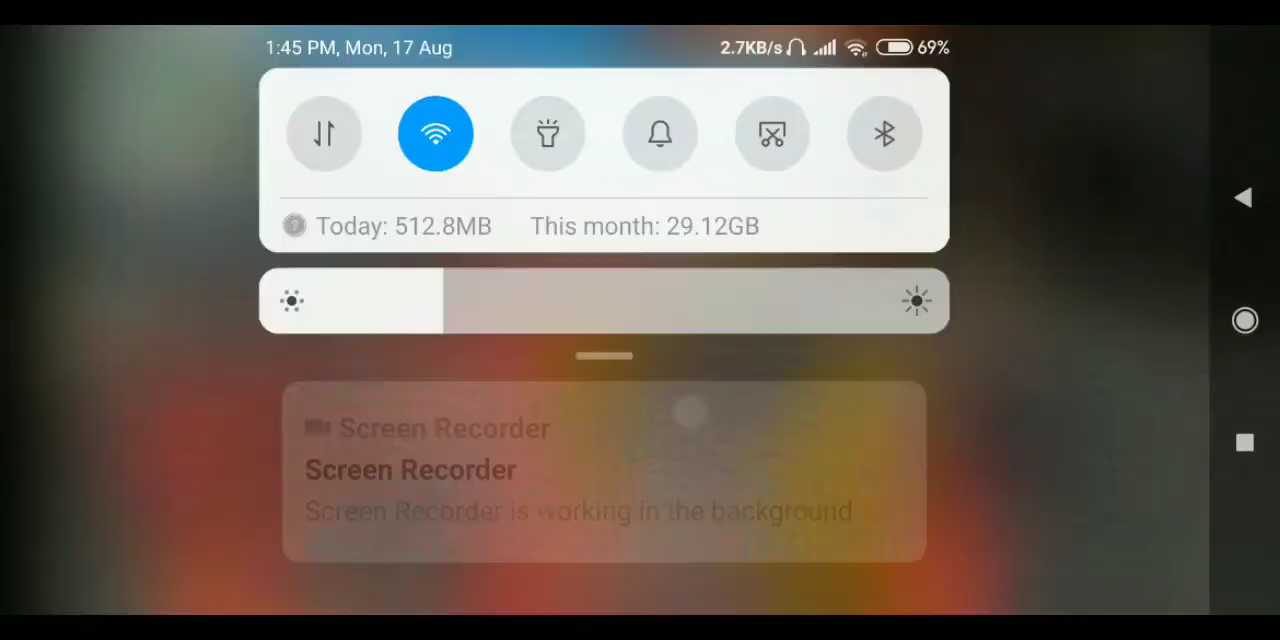 1:45 PM, Mon, 17 Aug
2.7KB/s 69%
Today: 512.8MB This month: 29.12GB
Screen Recorder
Screen Recorder
Screen Recorder is working in the background